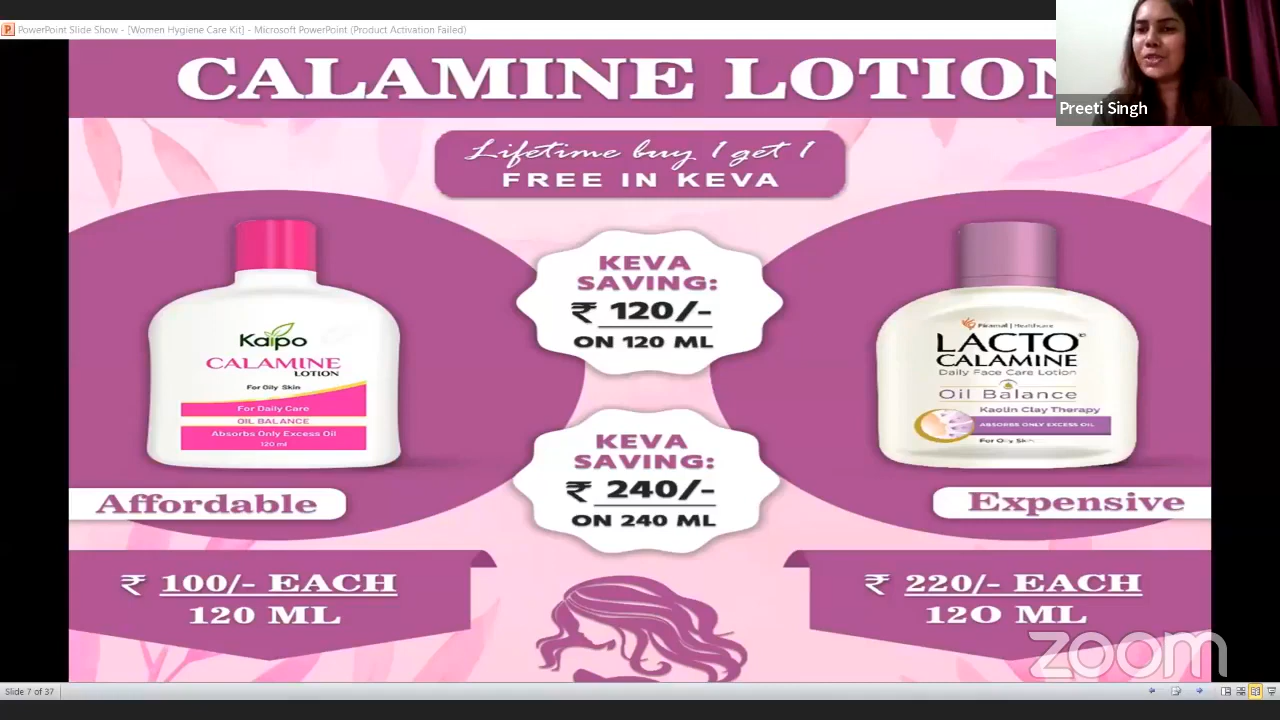 PowerPoint Slide Show - [Women Hygiene Care Kit] - Microsoft PowerPoint (Product Activation Failed)
CALAMINE LOTION
Preeti Singh
Lifetime buy 1 get 1
FREE IN KEVA
KEVA
SAVING:
₹ 120/-
ON 120 ML
Kaipo
CALAMINE
LOTION
For Oily Skin
For Daily Care
OIL BALANCE
Absorbs Only Excess Oil
120 ml
Piramal | Healthcare
LACTO
CALAMINE
Daily Face Care Lotion
Oil Balance
Kaolin Clay Therapy
ABSORBS ONLY EXCESS OIL
For Oily Skin
KEVA
SAVING:
₹ 240/-
ON 240 ML
Affordable
Expensive
₹ 100/- EACH
120 ML
₹ 220/- EACH
12O ML
zoom
Slide 7 of 37